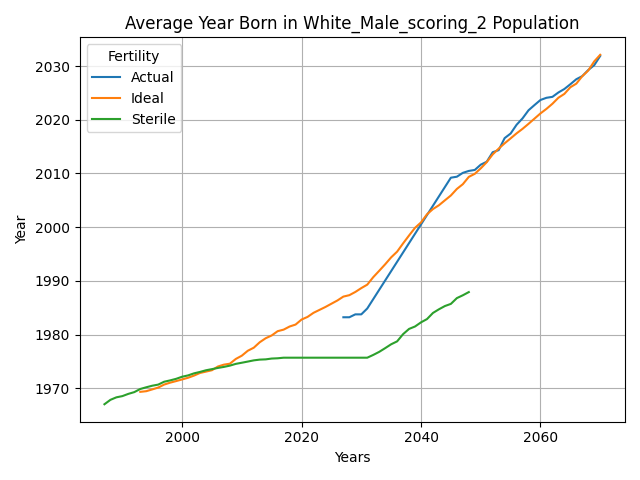 Average Year Born in White_Male_scoring_2 Population
Fertility
Actual
Ideal
Sterile
Year
2030
2020
2010
2000
1990
1980
1970
2000 2020 2040 2060
Years